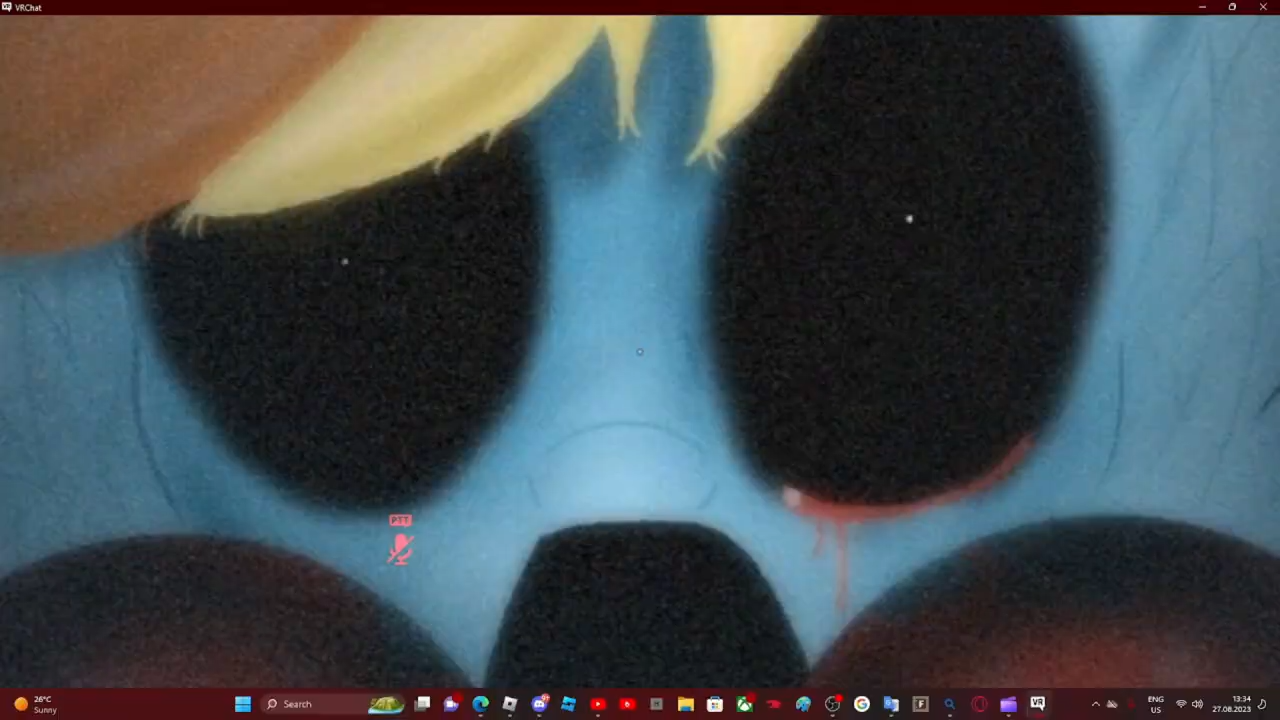 VRChat
PTT
26°C
Sunny
Search
ENG
US
13:34
27.08.2023